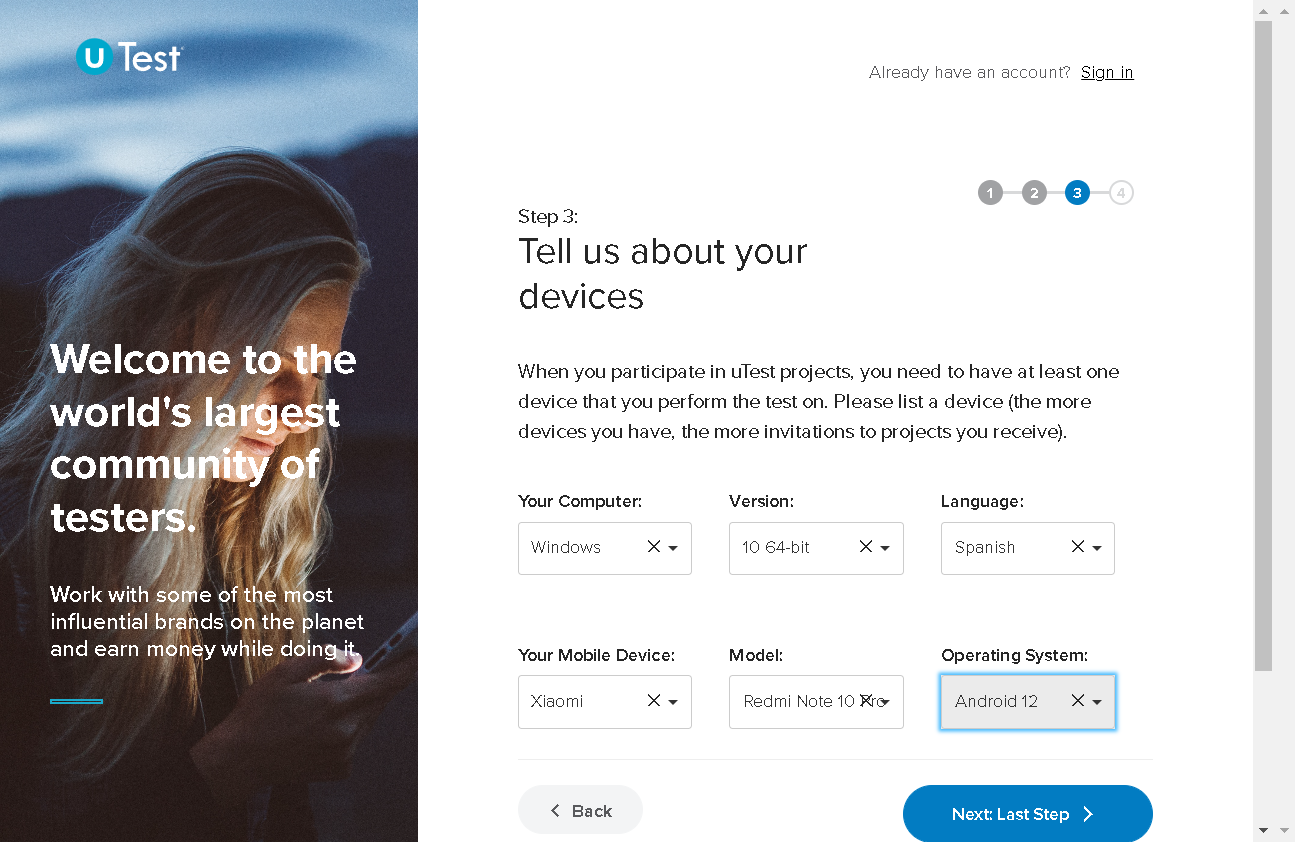 U Test
Already have an account? Sign in
1 2 3 4
Step 3:
Tell us about your
devices
Welcome to the
world's largest
community of
testers.
Work with some of the most
influential brands on the planet
and earn money while doing it.
When you participate in uTest projects, you need to have at least one
device that you perform the test on. Please list a device (the more
devices you have, the more invitations to projects you receive).
Your Computer: Version: Language:
Windows 10 64-bit Spanish
Your Mobile Device: Model: Operating System:
Xiaomi Redmi Note 10 Pro Android 12
Back Next: Last Step